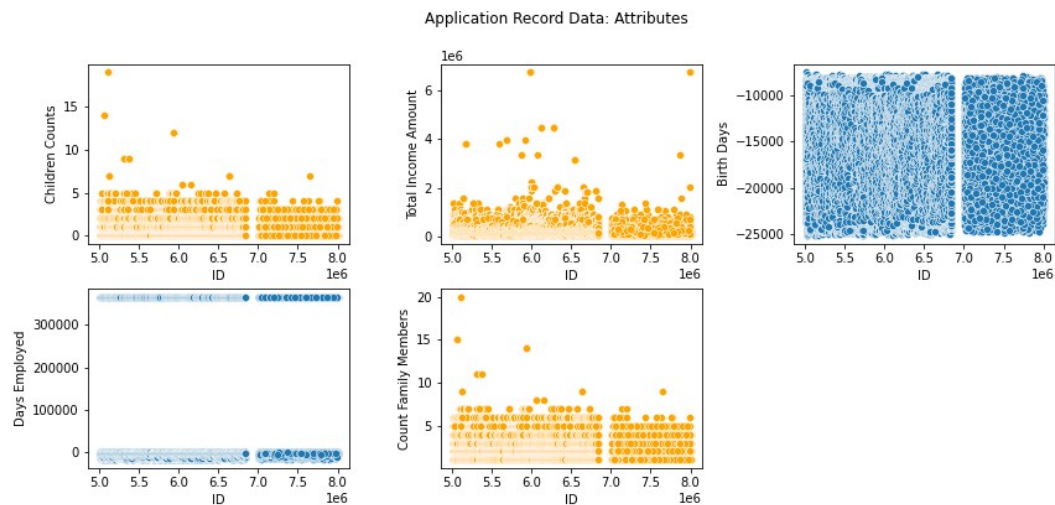 Application Record Data: Attributes
Children Counts
15
10
5
0
5.0 5.5 6.0 6.5 7.0 7.5 8.0
ID
1e6
1e6
Total Income Amount
6
4
2
0
5.0 5.5 6.0 6.5 7.0 7.5 8.0
ID
1e6
Birth Days
−10000
−15000
−20000
−25000
5.0 5.5 6.0 6.5 7.0 7.5 8.0
ID
1e6
Days Employed
300000
200000
100000
0
5.0 5.5 6.0 6.5 7.0 7.5 8.0
ID
1e6
Count Family Members
20
15
10
5
5.0 5.5 6.0 6.5 7.0 7.5 8.0
ID
1e6